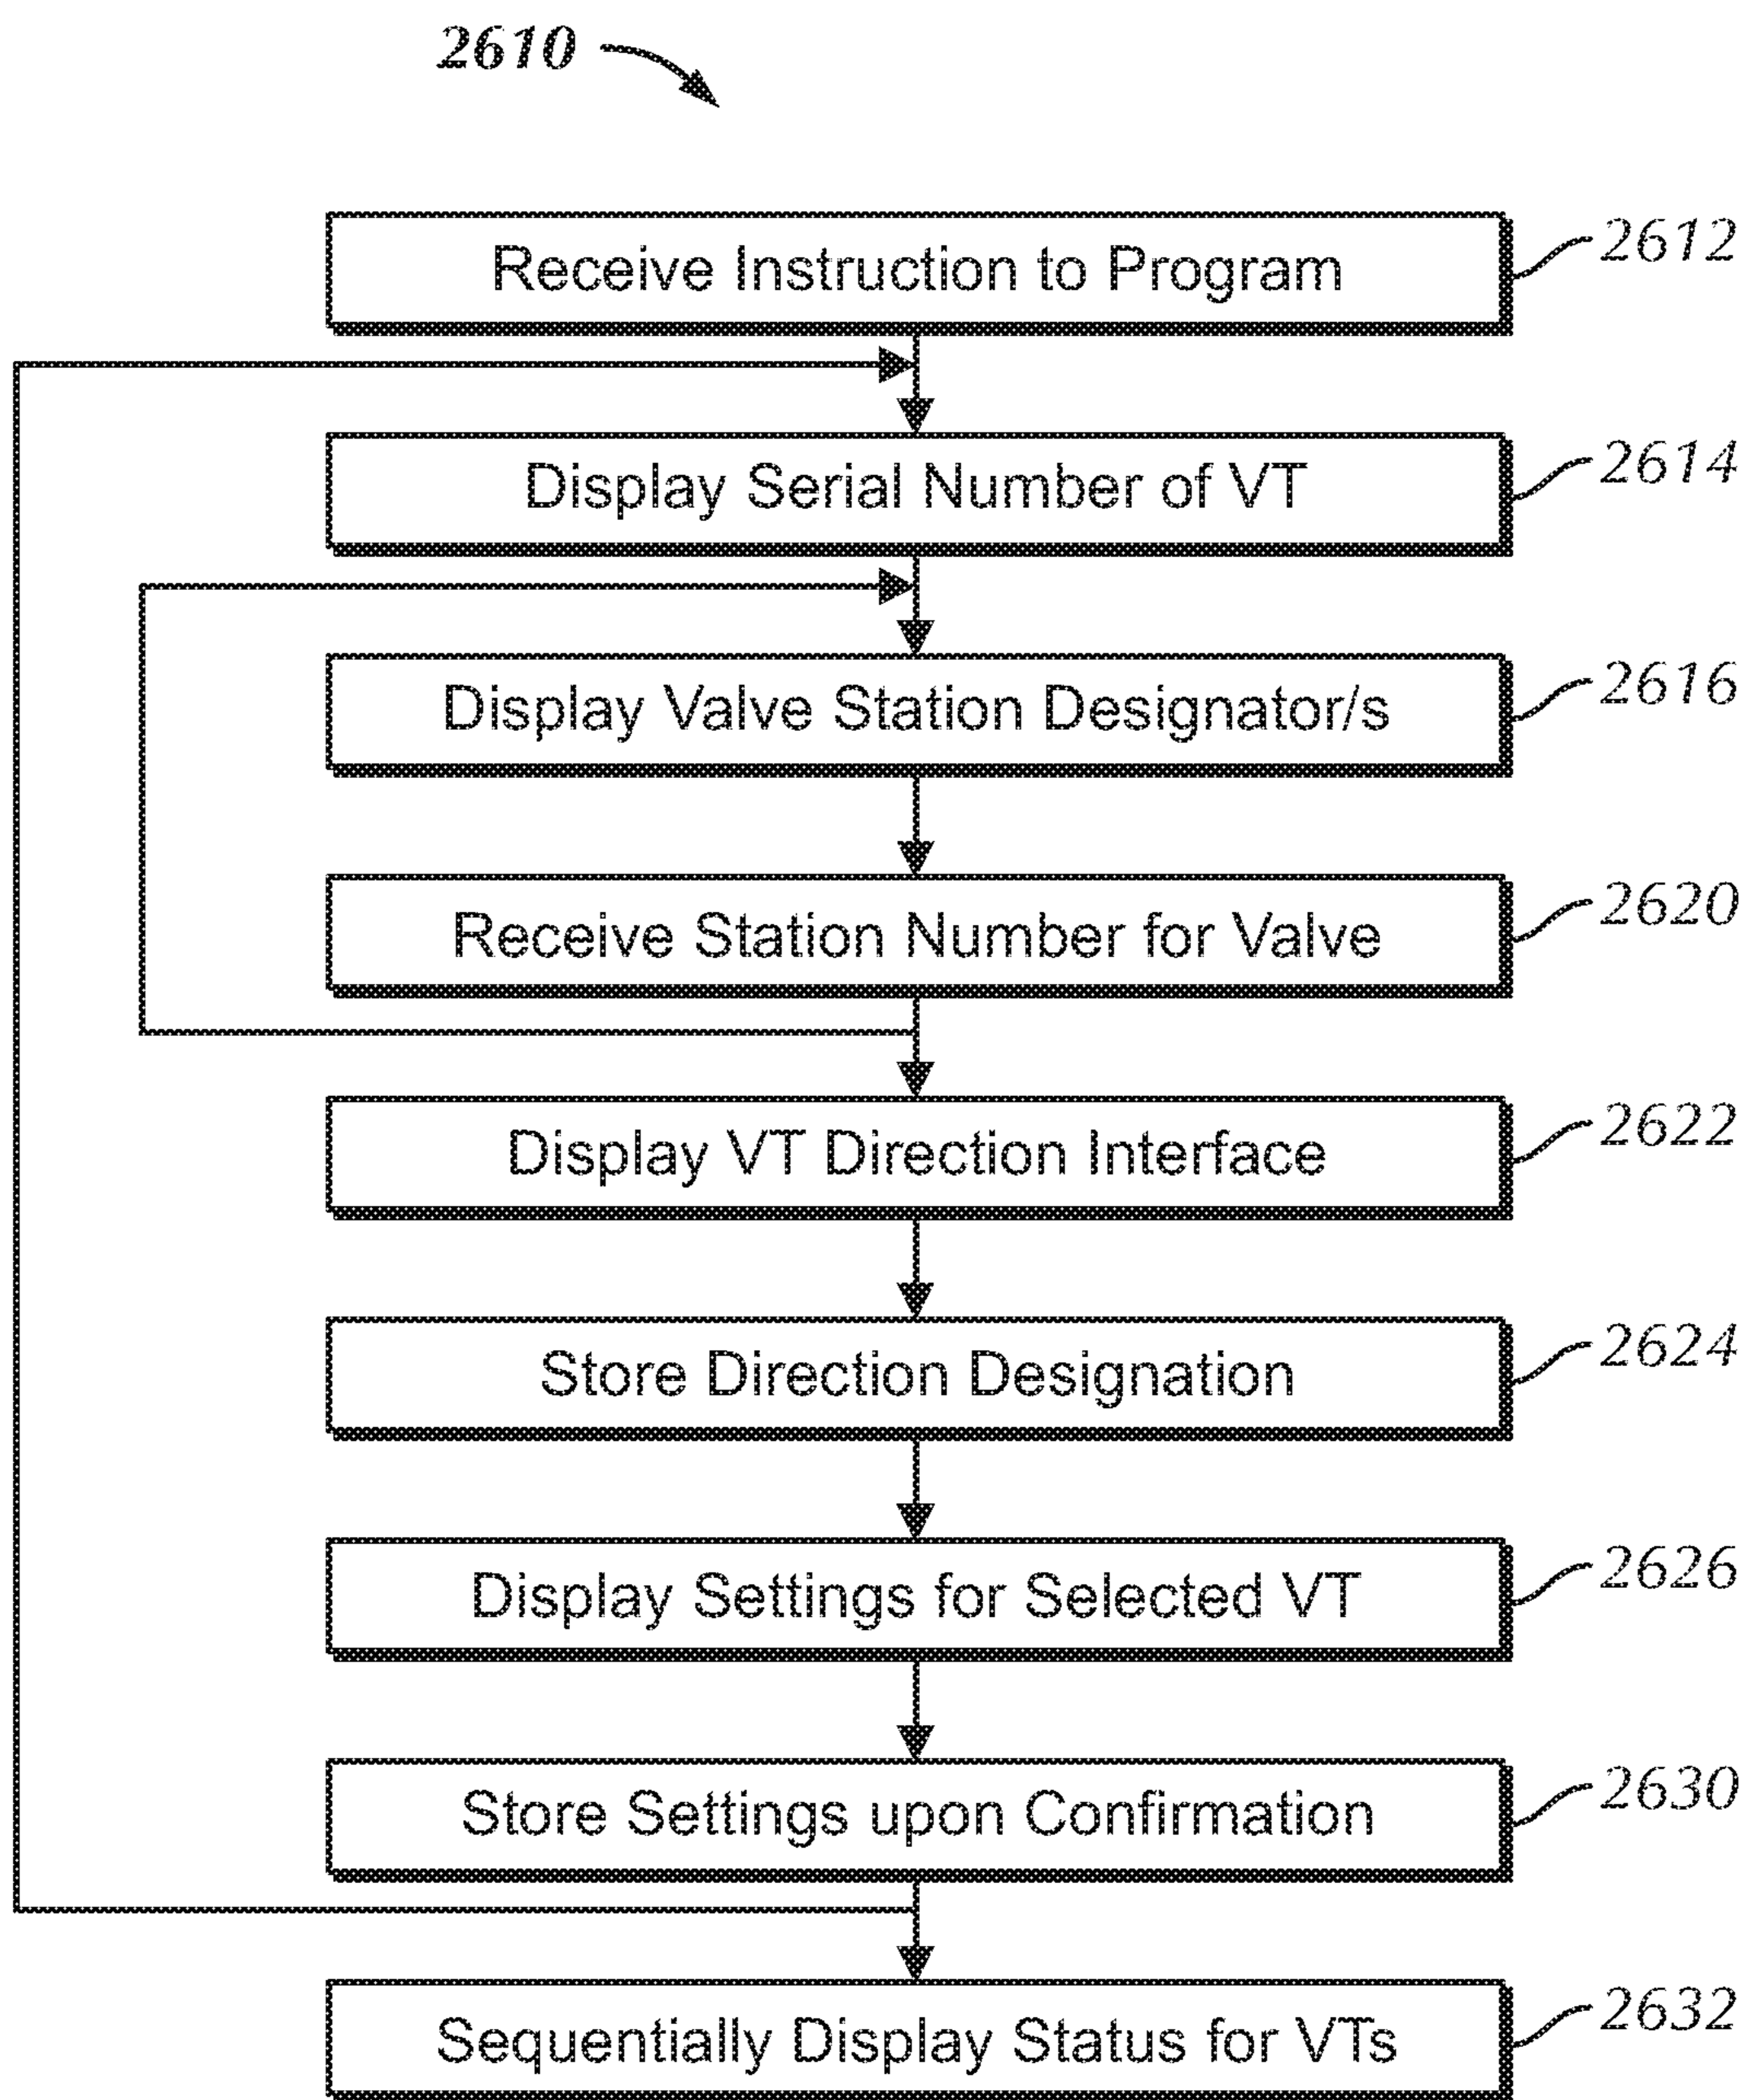 2610
Receive Instruction to Program
2612
Display Serial Number of VT
2614
Display Valve Station Designator/s
2616
Receive Station Number for Valve
2620
Display VT Direction Interface
2622
Store Direction Designation
2624
Display Settings for Selected VT
2626
Store Settings upon Confirmation
2630
Sequentially Display Status for VTs
2632